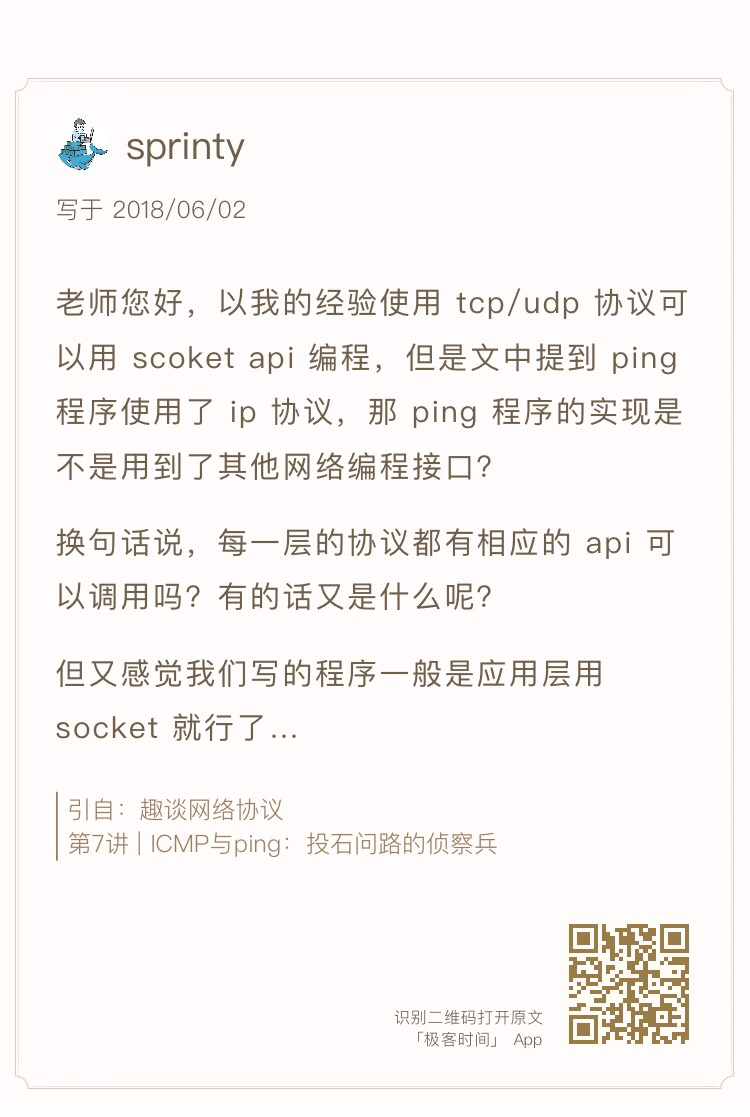 sprinty
写于 2018/06/02
老师您好，以我的经验使用 tcp/udp 协议可
以用 scoket api 编程，但是文中提到 ping
程序使用了 ip 协议，那 ping 程序的实现是
不是用到了其他网络编程接口？
换句话说，每一层的协议都有相应的 api 可
以调用吗？有的话又是什么呢？
但又感觉我们写的程序一般是应用层用
socket 就行了...
引自：趣谈网络协议
第7讲 | ICMP与ping：投石问路的侦察兵
识别二维码打开原文
「极客时间」 App